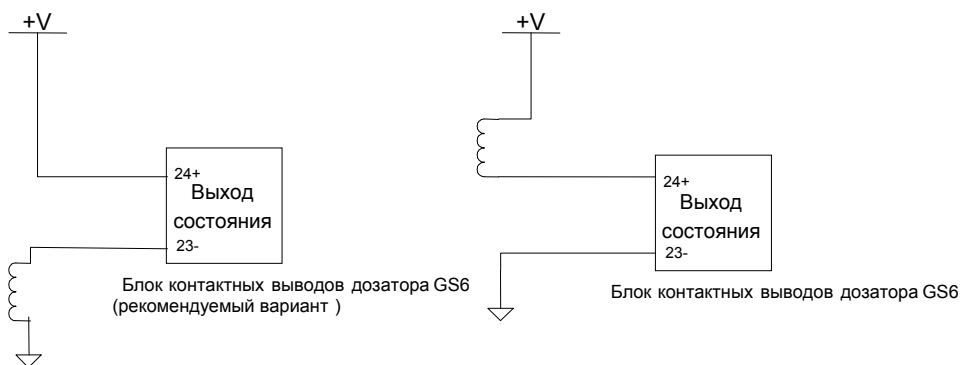 +V
24+
Выход
состояния
23-
Блок контактных выводов дозатора GS6
(рекомендуемый вариант )
+V
24+
Выход
состояния
23-
Блок контактных выводов дозатора GS6